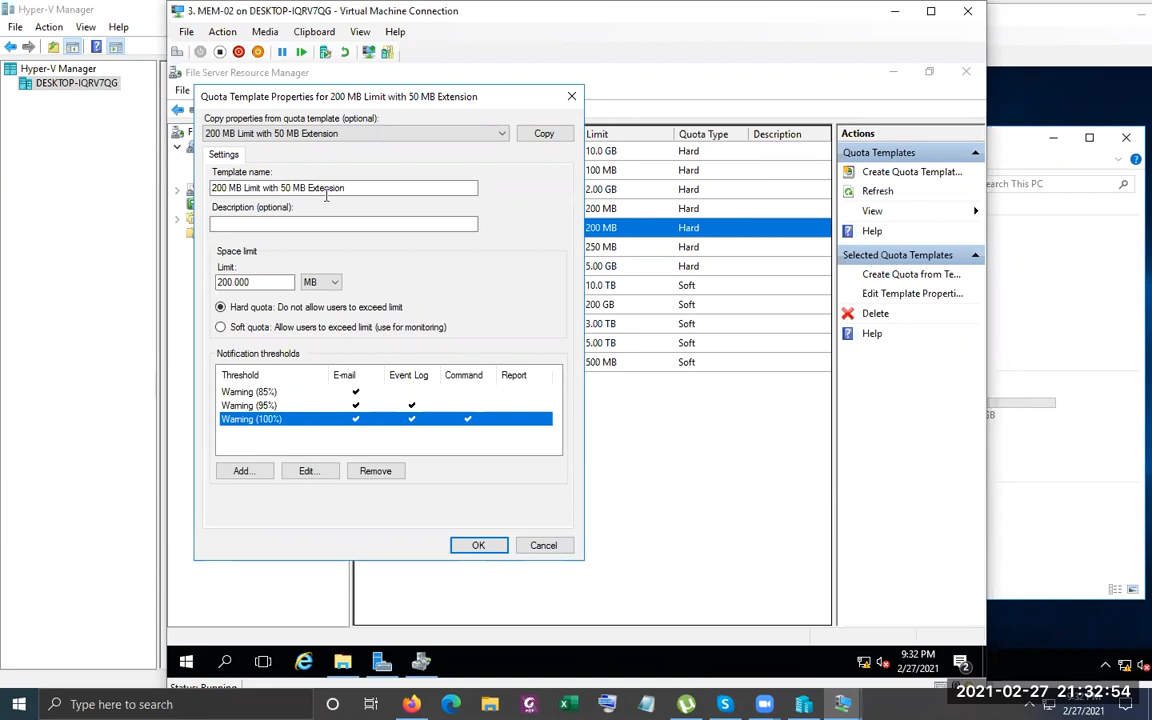 Hyper-V Manager
File Action View Help
Hyper-V Manager
DESKTOP-IQRV7QG
3. MEM-02 on DESKTOP-IQRV7QG - Virtual Machine Connection
File Action Media Clipboard View Help
File Server Resource Manager
File
Quota Template Properties for 200 MB Limit with 50 MB Extension
Copy properties from quota template (optional):
200 MB Limit with 50 MB Extension
Copy
Settings
Template name:
200 MB Limit with 50 MB Extension
Description (optional):
Space limit
Limit:
200.000 MB
Hard quota: Do not allow users to exceed limit
Soft quota: Allow users to exceed limit (use for monitoring)
Notification thresholds
Threshold E-mail Event Log Command Report
Warning (85%)
Warning (95%)
Warning (100%)
Add... Edit... Remove
OK Cancel
Limit Quota Type Description
10.0 GB Hard
100 MB Hard
2.00 GB Hard
200 MB Hard
200 MB Hard
250 MB Hard
5.00 GB Hard
10.0 TB Soft
200 GB Soft
3.00 TB Soft
5.00 TB Soft
500 MB Soft
Actions
Quota Templates
Create Quota Templat...
Refresh
View
Help
Selected Quota Templates
Create Quota from Te...
Edit Template Properti...
Delete
Help
earch This PC
9:32 PM
2/27/2021
2
Status: Running
Type here to search
2021-02-27 21:32:54
2/27/2021